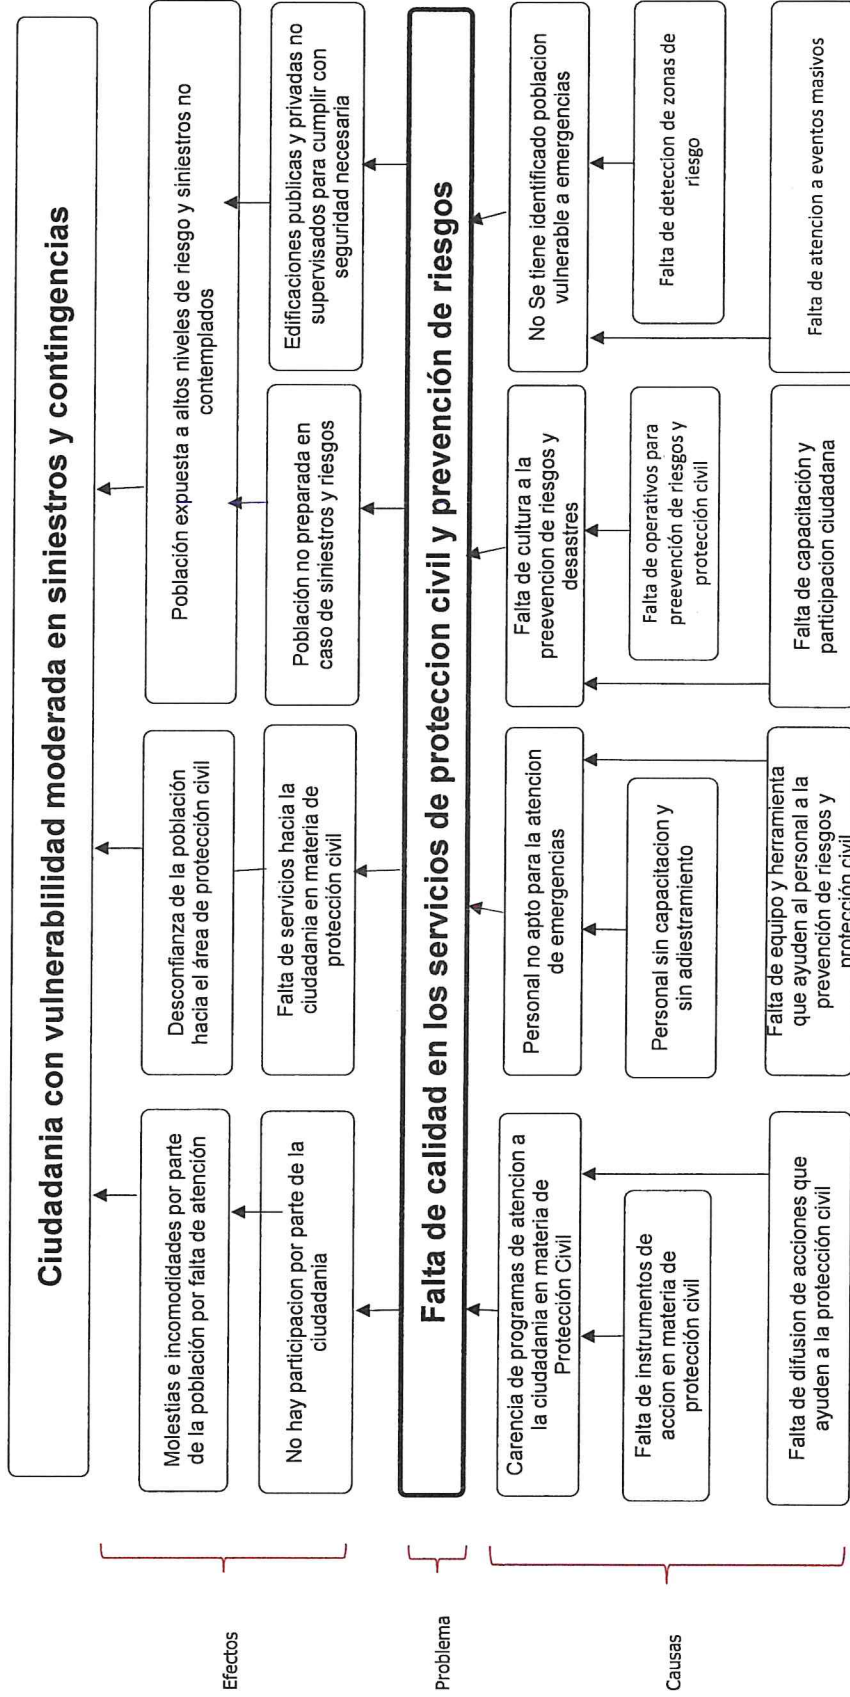 Ciudadania con vulnerabilidad moderada en siniestros y contingencias
Efectos
Molestias e incomodidades por parte
de la población por falta de atención
Desconfianza de la población
hacia el área de protección civil
Población expuesta a altos niveles de riesgo y siniestros no
contemplados
No hay participacion por parte de la
ciudadania
Falta de servicios hacia la
ciudadania en materia de
protección civil
Población no preparada en
caso de siniestros y riesgos
Edificaciones publicas y privadas no
supervisados para cumplir con
seguridad necesaria
Problema
Falta de calidad en los servicios de proteccion civil y prevención de riesgos
Causas
Carencia de programas de atencion a
la ciudadania en materia de
Protección Civil
Personal no apto para la atencion
de emergencias
Falta de cultura a la
preevencion de riesgos y
desastres
No Se tiene identificado poblacion
vulnerable a emergencias
Falta de instrumentos de
accion en materia de
protección civil
Personal sin capacitacion y
sin adiestramiento
Falta de operativos para
preevención de riesgos y
protección civil
Falta de deteccion de zonas de
riesgo
Falta de difusion de acciones que
ayuden a la protección civil
Falta de equipo y herramienta
que ayuden al personal a la
prevención de riesgos y
protección civil
Falta de capacitación y
participacion ciudadana
Falta de atencion a eventos masivos